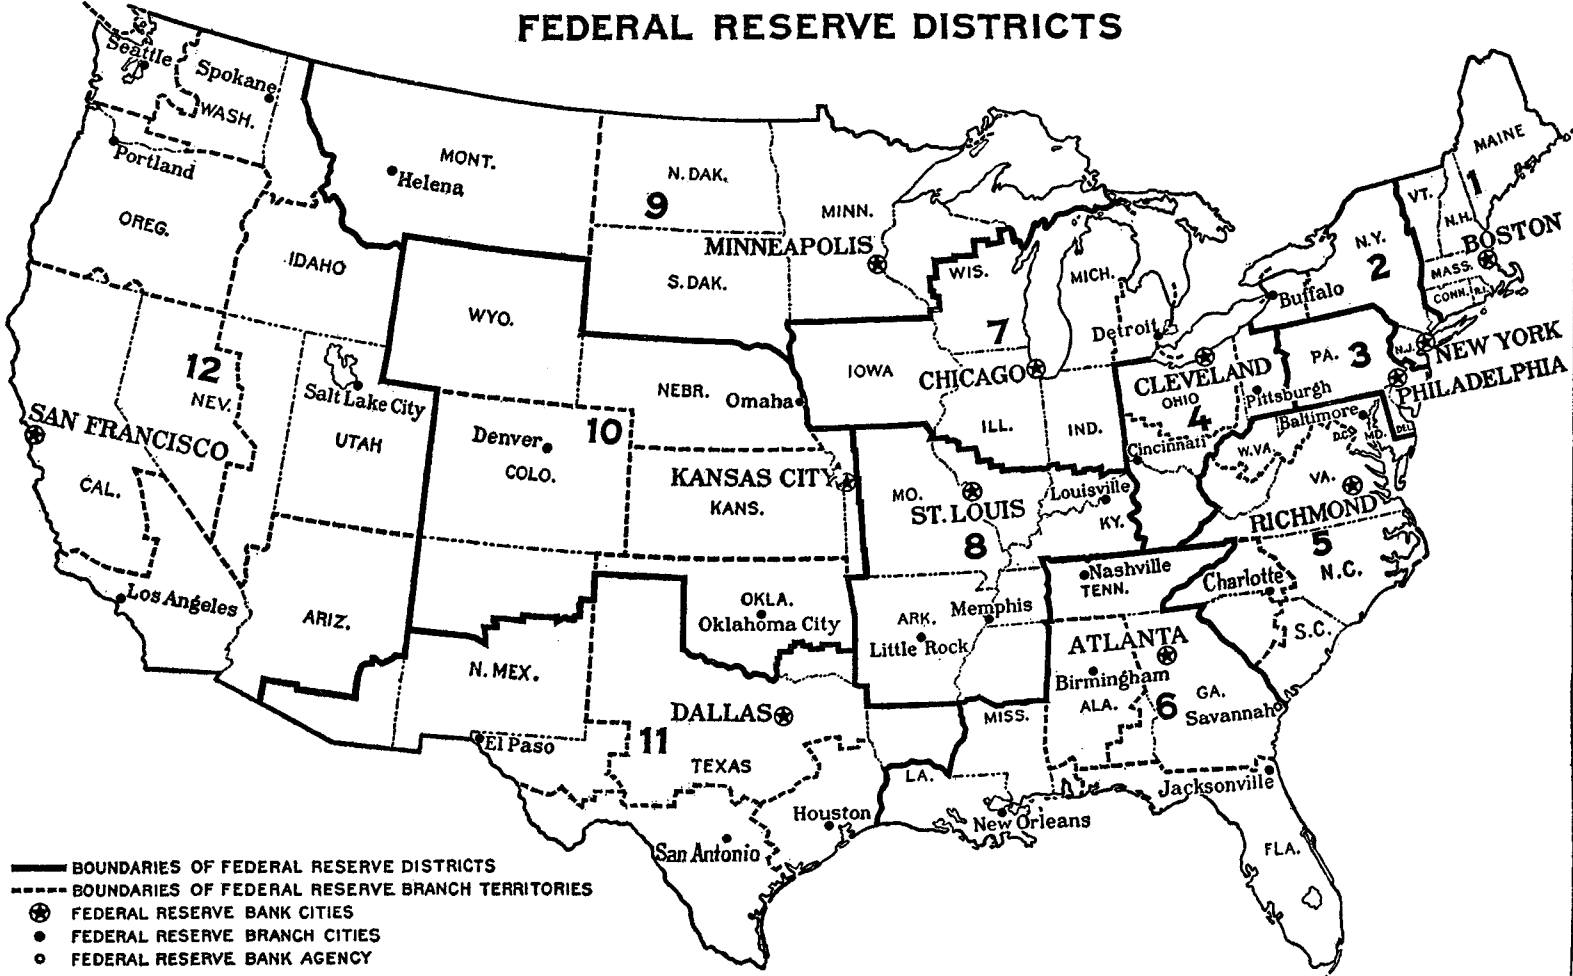 FEDERAL RESERVE DISTRICTS
Seattle
Spokane
WASH.
Portland
OREG.
MONT.
Helena
IDAHO
N. DAK.
9
MINN.
MINNEAPOLIS
S. DAK.
WYO.
WIS.
MICH.
7
Detroit
MAINE
VT.
1
N.H.
BOSTON
N.Y.
2
MASS.
CONN.
R.I.
Buffalo
12
NEV.
Salt Lake City
UTAH
SAN FRANCISCO
CAL.
Los Angeles
ARIZ.
NEBR.
Omaha
10
Denver
COLO.
KANSAS CITY
KANS.
IOWA
CHICAGO
ILL.
IND.
CLEVELAND
OHIO
4
Cincinnati
PA.
3
Pittsburgh
N.J.
NEW YORK
PHILADELPHIA
Baltimore
D.C.
MD.
DEL.
W.VA.
VA.
RICHMOND
5
N.C.
Charlotte
S.C.
MO.
ST. LOUIS
8
Louisville
KY.
Nashville
TENN.
ARK.
Memphis
Little Rock
OKLA.
Oklahoma City
N. MEX.
El Paso
DALLAS
11
TEXAS
Houston
San Antonio
LA.
New Orleans
MISS.
ATLANTA
Birmingham
ALA.
6
GA.
Savannah
Jacksonville
FLA.
BOUNDARIES OF FEDERAL RESERVE DISTRICTS
BOUNDARIES OF FEDERAL RESERVE BRANCH TERRITORIES
FEDERAL RESERVE BANK CITIES
FEDERAL RESERVE BRANCH CITIES
FEDERAL RESERVE BANK AGENCY